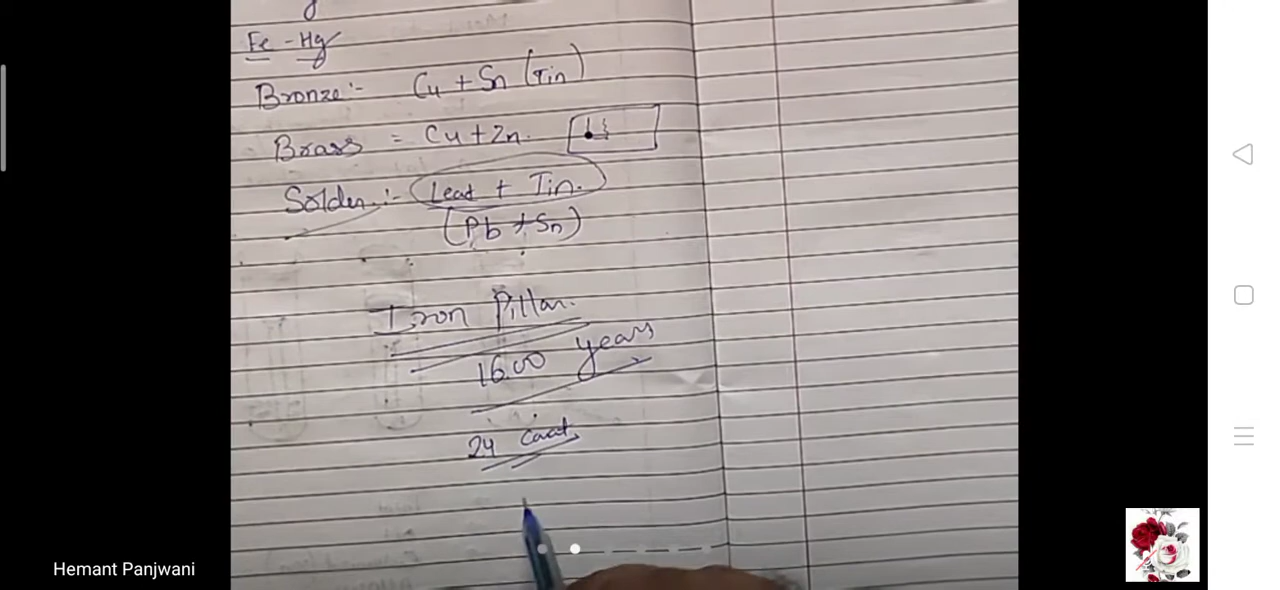 Fe - Hg
Bronze :- Cu + Sn (Tin)
Brass = Cu + Zn.
Solder :- Lead + Tin.
(Pb + Sn)
Iron Pillar.
1600 years
24 Carat
Hemant Panjwani